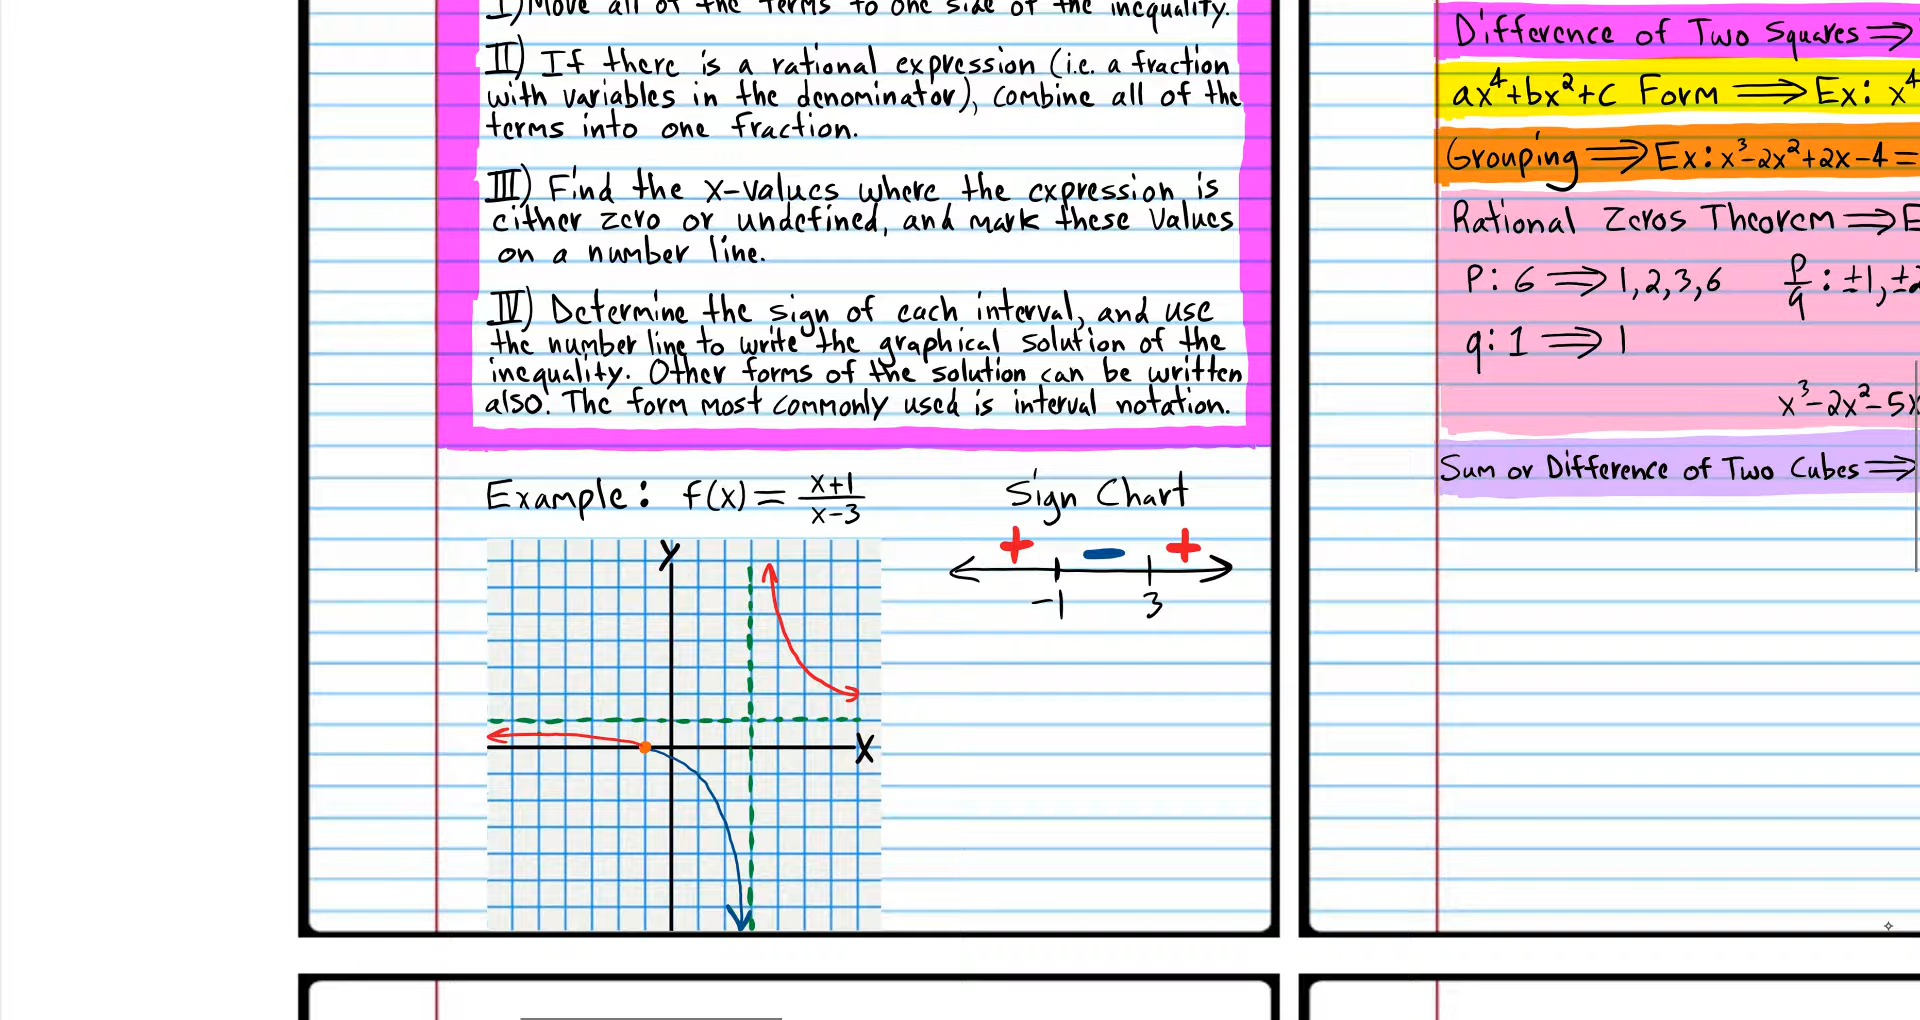 I) Move all of the terms to one side of the inequality.
II) If there is a rational expression (i.e. a fraction
with variables in the denominator), combine all of the
terms into one fraction.
III) Find the x-values where the expression is
either zero or undefined, and mark these values
on a number line.
IV) Determine the sign of each interval, and use
the number line to write the graphical solution of the
inequality. Other forms of the solution can be written
also. The form most commonly used is interval notation.
Example: f(x) = (x+1)/(x-3)
Sign Chart
+ − +
-1 3
y
x
Difference of Two Squares ⟹
ax⁴+bx²+c Form ⟹ Ex: x⁴
Grouping ⟹ Ex: x³-2x²+2x-4=
Rational Zeros Theorem ⟹ E
P: 6 ⟹ 1,2,3,6 p/q: ±1, ±2
q: 1 ⟹ 1
x³-2x²-5x
Sum or Difference of Two Cubes ⟹